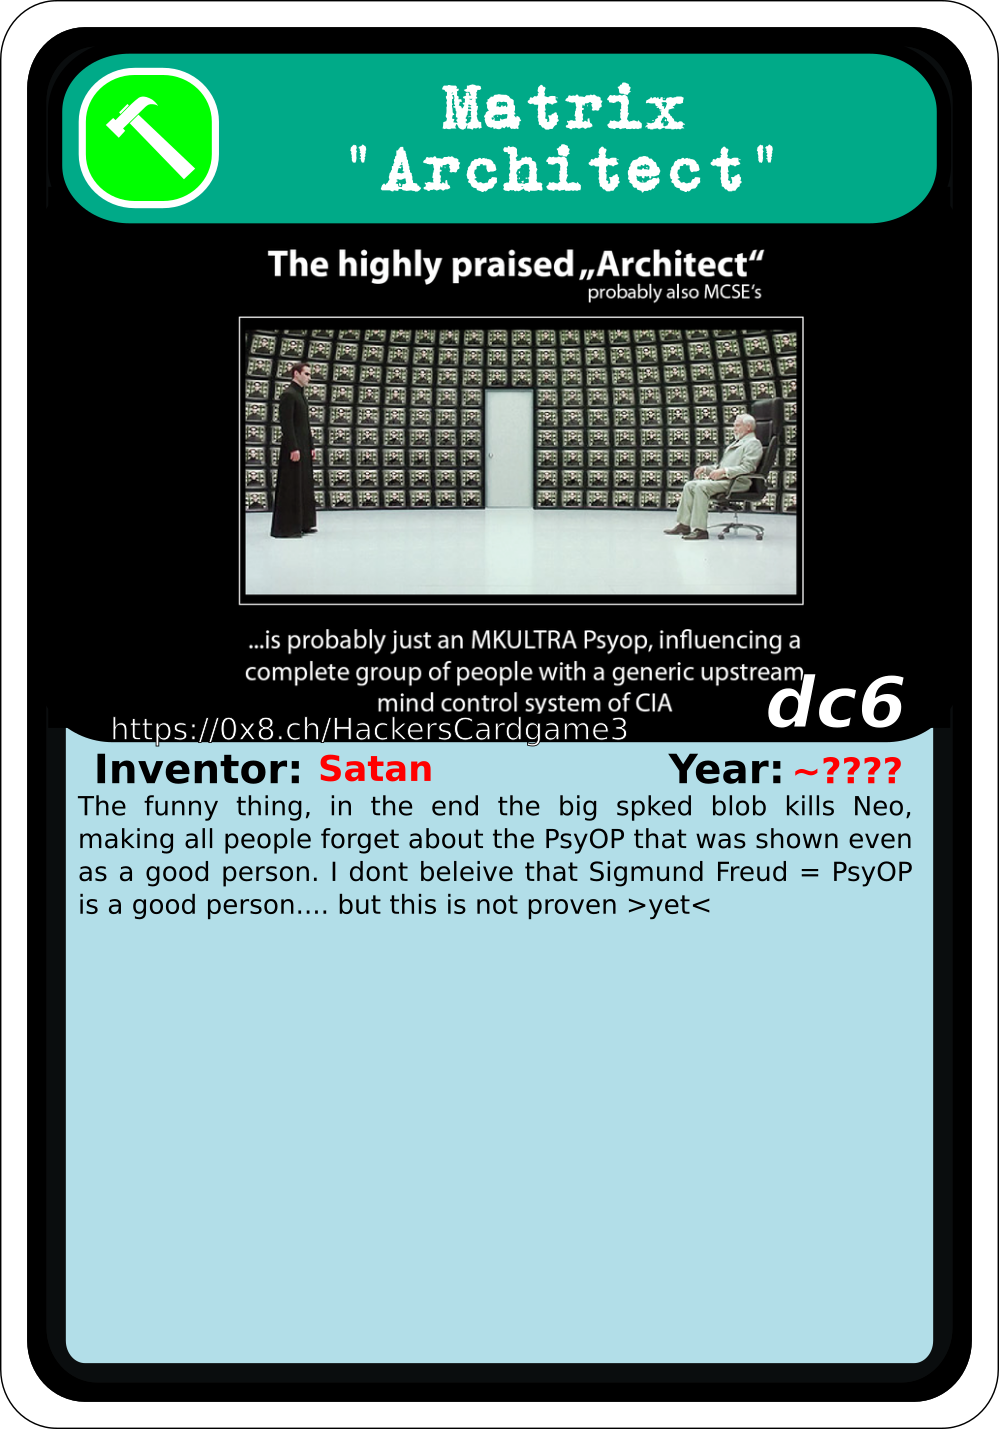 Matrix
"Architect"
The highly praised „Architect“
probably also MCSE's
...is probably just an MKULTRA Psyop, influencing a
complete group of people with a generic upstream
mind control system of CIA
dc6
https://0x8.ch/HackersCardgame3
Inventor: Satan Year: ~????
The funny thing, in the end the big spked blob kills Neo,
making all people forget about the PsyOP that was shown even
as a good person. I dont beleive that Sigmund Freud = PsyOP
is a good person.... but this is not proven >yet<